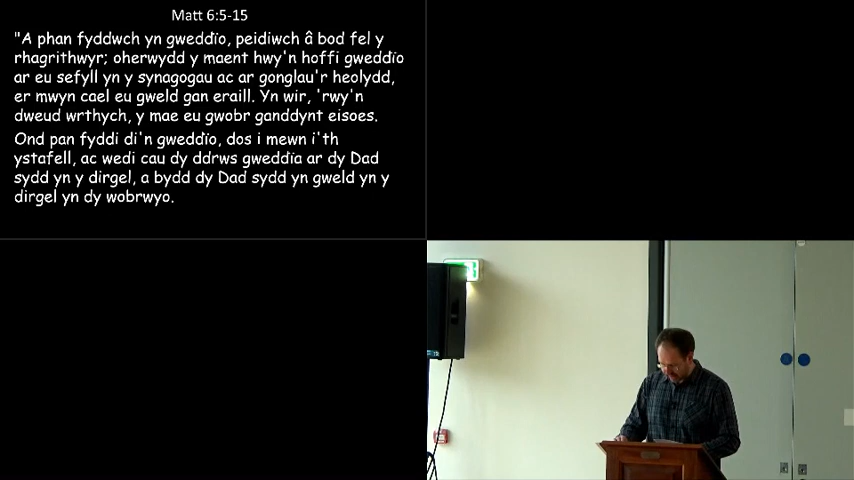 Matt 6:5-15
"A phan fyddwch yn gweddïo, peidiwch â bod fel y
rhagrithwyr; oherwydd y maent hwy'n hoffi gweddïo
ar eu sefyll yn y synagogau ac ar gonglau'r heolydd,
er mwyn cael eu gweld gan eraill. Yn wir, 'rwy'n
dweud wrthych, y mae eu gwobr ganddynt eisoes.
Ond pan fyddi di'n gweddïo, dos i mewn i'th
ystafell, ac wedi cau dy ddrws gweddïa ar dy Dad
sydd yn y dirgel, a bydd dy Dad sydd yn gweld yn y
dirgel yn dy wobrwyo.